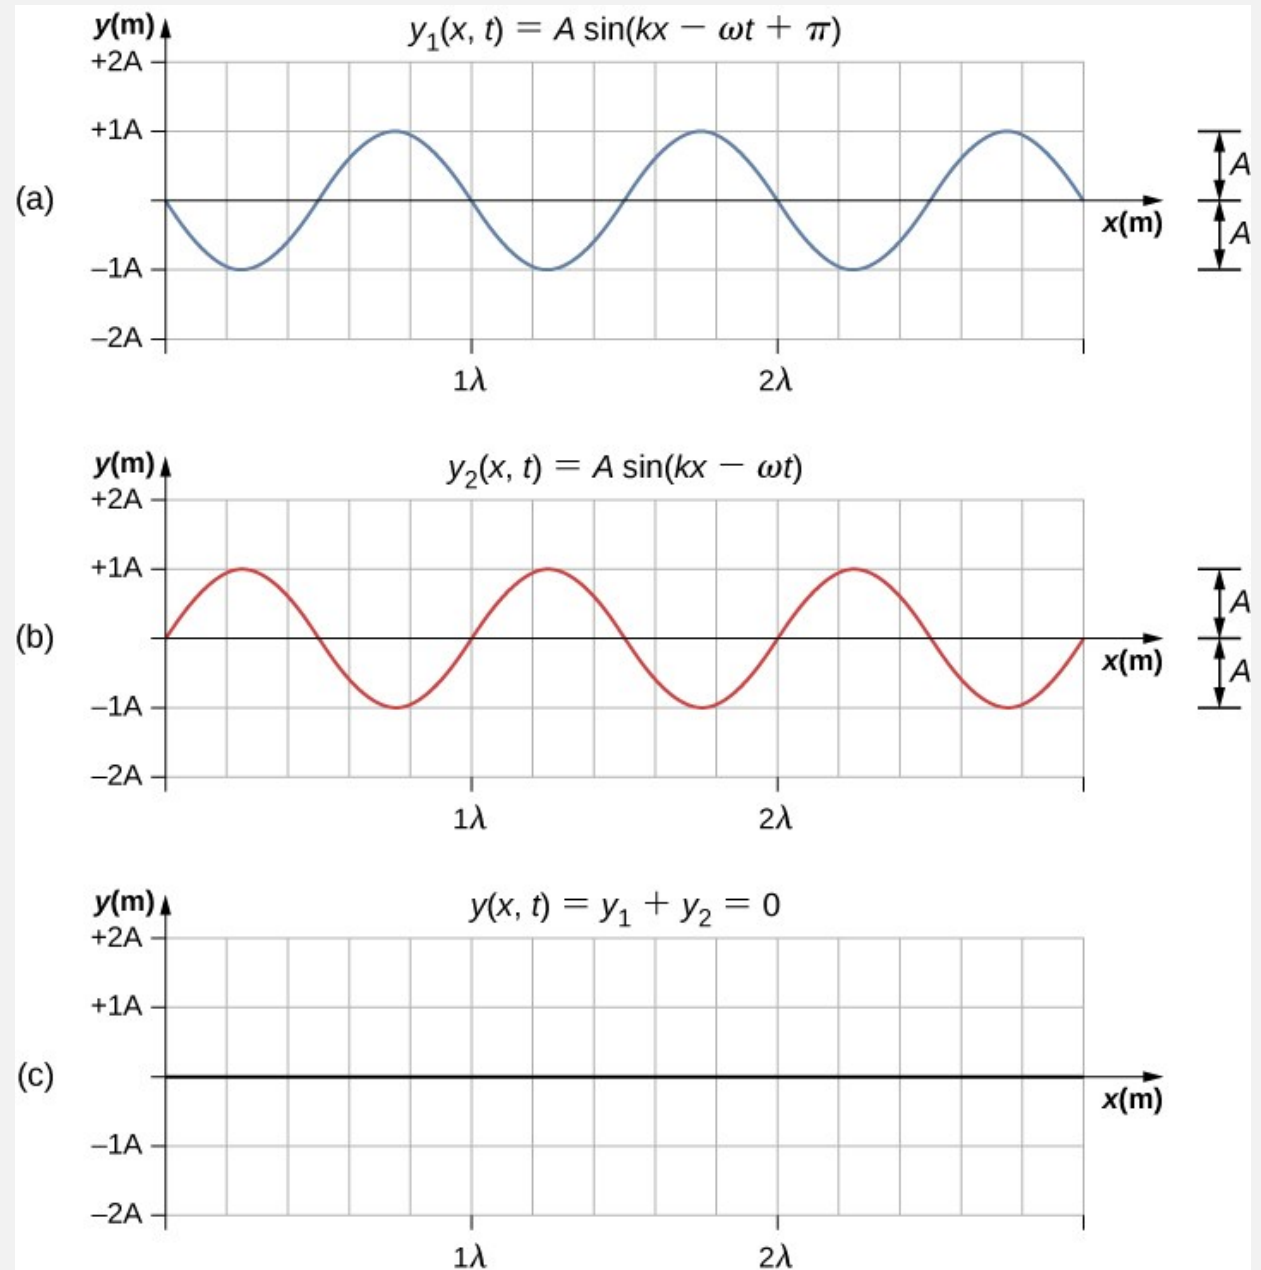 y(m)
y₁(x, t) = A sin(kx − ωt + π)
+2A
+1A
A
(a)
x(m)
A
–1A
–2A
1λ
2λ
y(m)
y₂(x, t) = A sin(kx − ωt)
+2A
+1A
A
(b)
x(m)
A
–1A
–2A
1λ
2λ
y(m)
y(x, t) = y₁ + y₂ = 0
+2A
+1A
(c)
x(m)
–1A
–2A
1λ
2λ